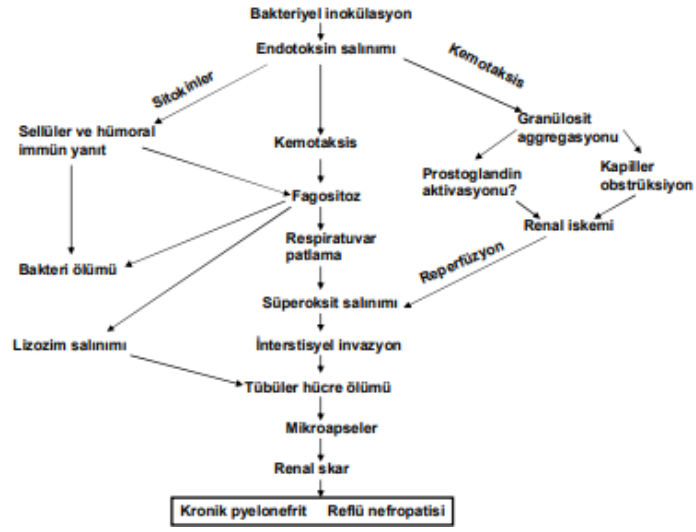 Bakteriyel inokülasyon
Endotoksin salınımı
Kemotaksis
Sitokinler
Granülosit
aggregasyonu
Sellüler ve hümoral
immün yanıt
Kemotaksis
Prostoglandin
aktivasyonu?
Kapiller
obstrüksiyon
Fagositoz
Renal iskemi
Respiratuvar
patlama
Bakteri ölümü
Reperfüzyon
Süperoksit salınımı
Lizozim salınımı
İnterstisyel invazyon
Tübüler hücre ölümü
Mikroapseler
Renal skar
Kronik pyelonefrit Reflü nefropatisi